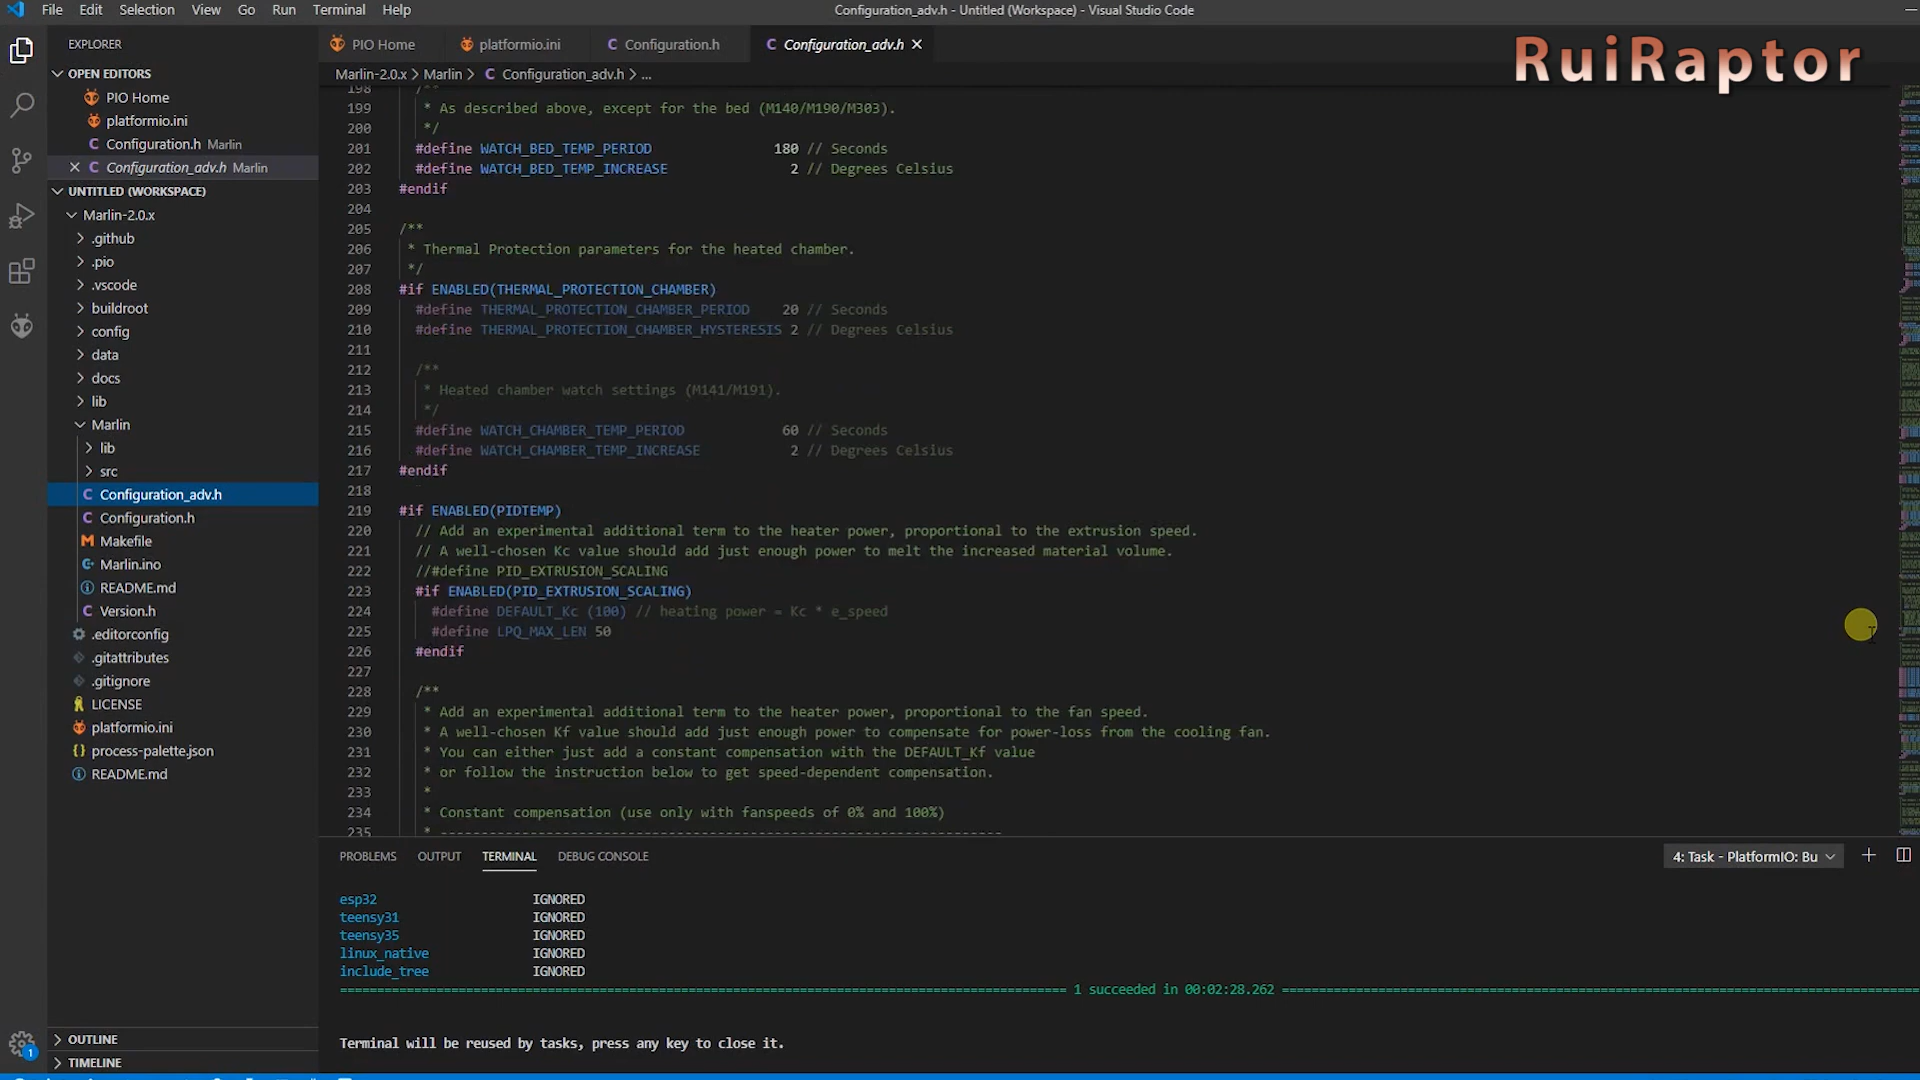 File Edit Selection View Go Run Terminal Help
Configuration_adv.h - Untitled (Workspace) - Visual Studio Code
RuiRaptor
EXPLORER
OPEN EDITORS
PIO Home
platformio.ini
Configuration.h Marlin
Configuration_adv.h Marlin
UNTITLED (WORKSPACE)
Marlin-2.0.x
.github
.pio
.vscode
buildroot
config
data
docs
lib
Marlin
lib
src
Configuration_adv.h
Configuration.h
Makefile
Marlin.ino
README.md
Version.h
.editorconfig
.gitattributes
.gitignore
LICENSE
platformio.ini
process-palette.json
README.md
OUTLINE
TIMELINE
1
PIO Home platformio.ini Configuration.h Configuration_adv.h
Marlin-2.0.x > Marlin > C Configuration_adv.h > ...
198 /**
199 * As described above, except for the bed (M140/M190/M303).
200 */
201 #define WATCH_BED_TEMP_PERIOD 180 // Seconds
202 #define WATCH_BED_TEMP_INCREASE 2 // Degrees Celsius
203 #endif
204
205 /**
206 * Thermal Protection parameters for the heated chamber.
207 */
208 #if ENABLED(THERMAL_PROTECTION_CHAMBER)
209 #define THERMAL_PROTECTION_CHAMBER_PERIOD 20 // Seconds
210 #define THERMAL_PROTECTION_CHAMBER_HYSTERESIS 2 // Degrees Celsius
211
212 /**
213 * Heated chamber watch settings (M141/M191).
214 */
215 #define WATCH_CHAMBER_TEMP_PERIOD 60 // Seconds
216 #define WATCH_CHAMBER_TEMP_INCREASE 2 // Degrees Celsius
217 #endif
218
219 #if ENABLED(PIDTEMP)
220 // Add an experimental additional term to the heater power, proportional to the extrusion speed.
221 // A well-chosen Kc value should add just enough power to melt the increased material volume.
222 //#define PID_EXTRUSION_SCALING
223 #if ENABLED(PID_EXTRUSION_SCALING)
224 #define DEFAULT_Kc (100) // heating power = Kc * e_speed
225 #define LPQ_MAX_LEN 50
226 #endif
227
228 /**
229 * Add an experimental additional term to the heater power, proportional to the fan speed.
230 * A well-chosen Kf value should add just enough power to compensate for power-loss from the cooling fan.
231 * You can either just add a constant compensation with the DEFAULT_Kf value
232 * or follow the instruction below to get speed-dependent compensation.
233 *
234 * Constant compensation (use only with fanspeeds of 0% and 100%)
235 * ---------------------------------------------------------------------
PROBLEMS OUTPUT TERMINAL DEBUG CONSOLE 4: Task - PlatformIO: Bu
esp32 IGNORED
teensy31 IGNORED
teensy35 IGNORED
linux_native IGNORED
include_tree IGNORED
1 succeeded in 00:02:28.262
Terminal will be reused by tasks, press any key to close it.